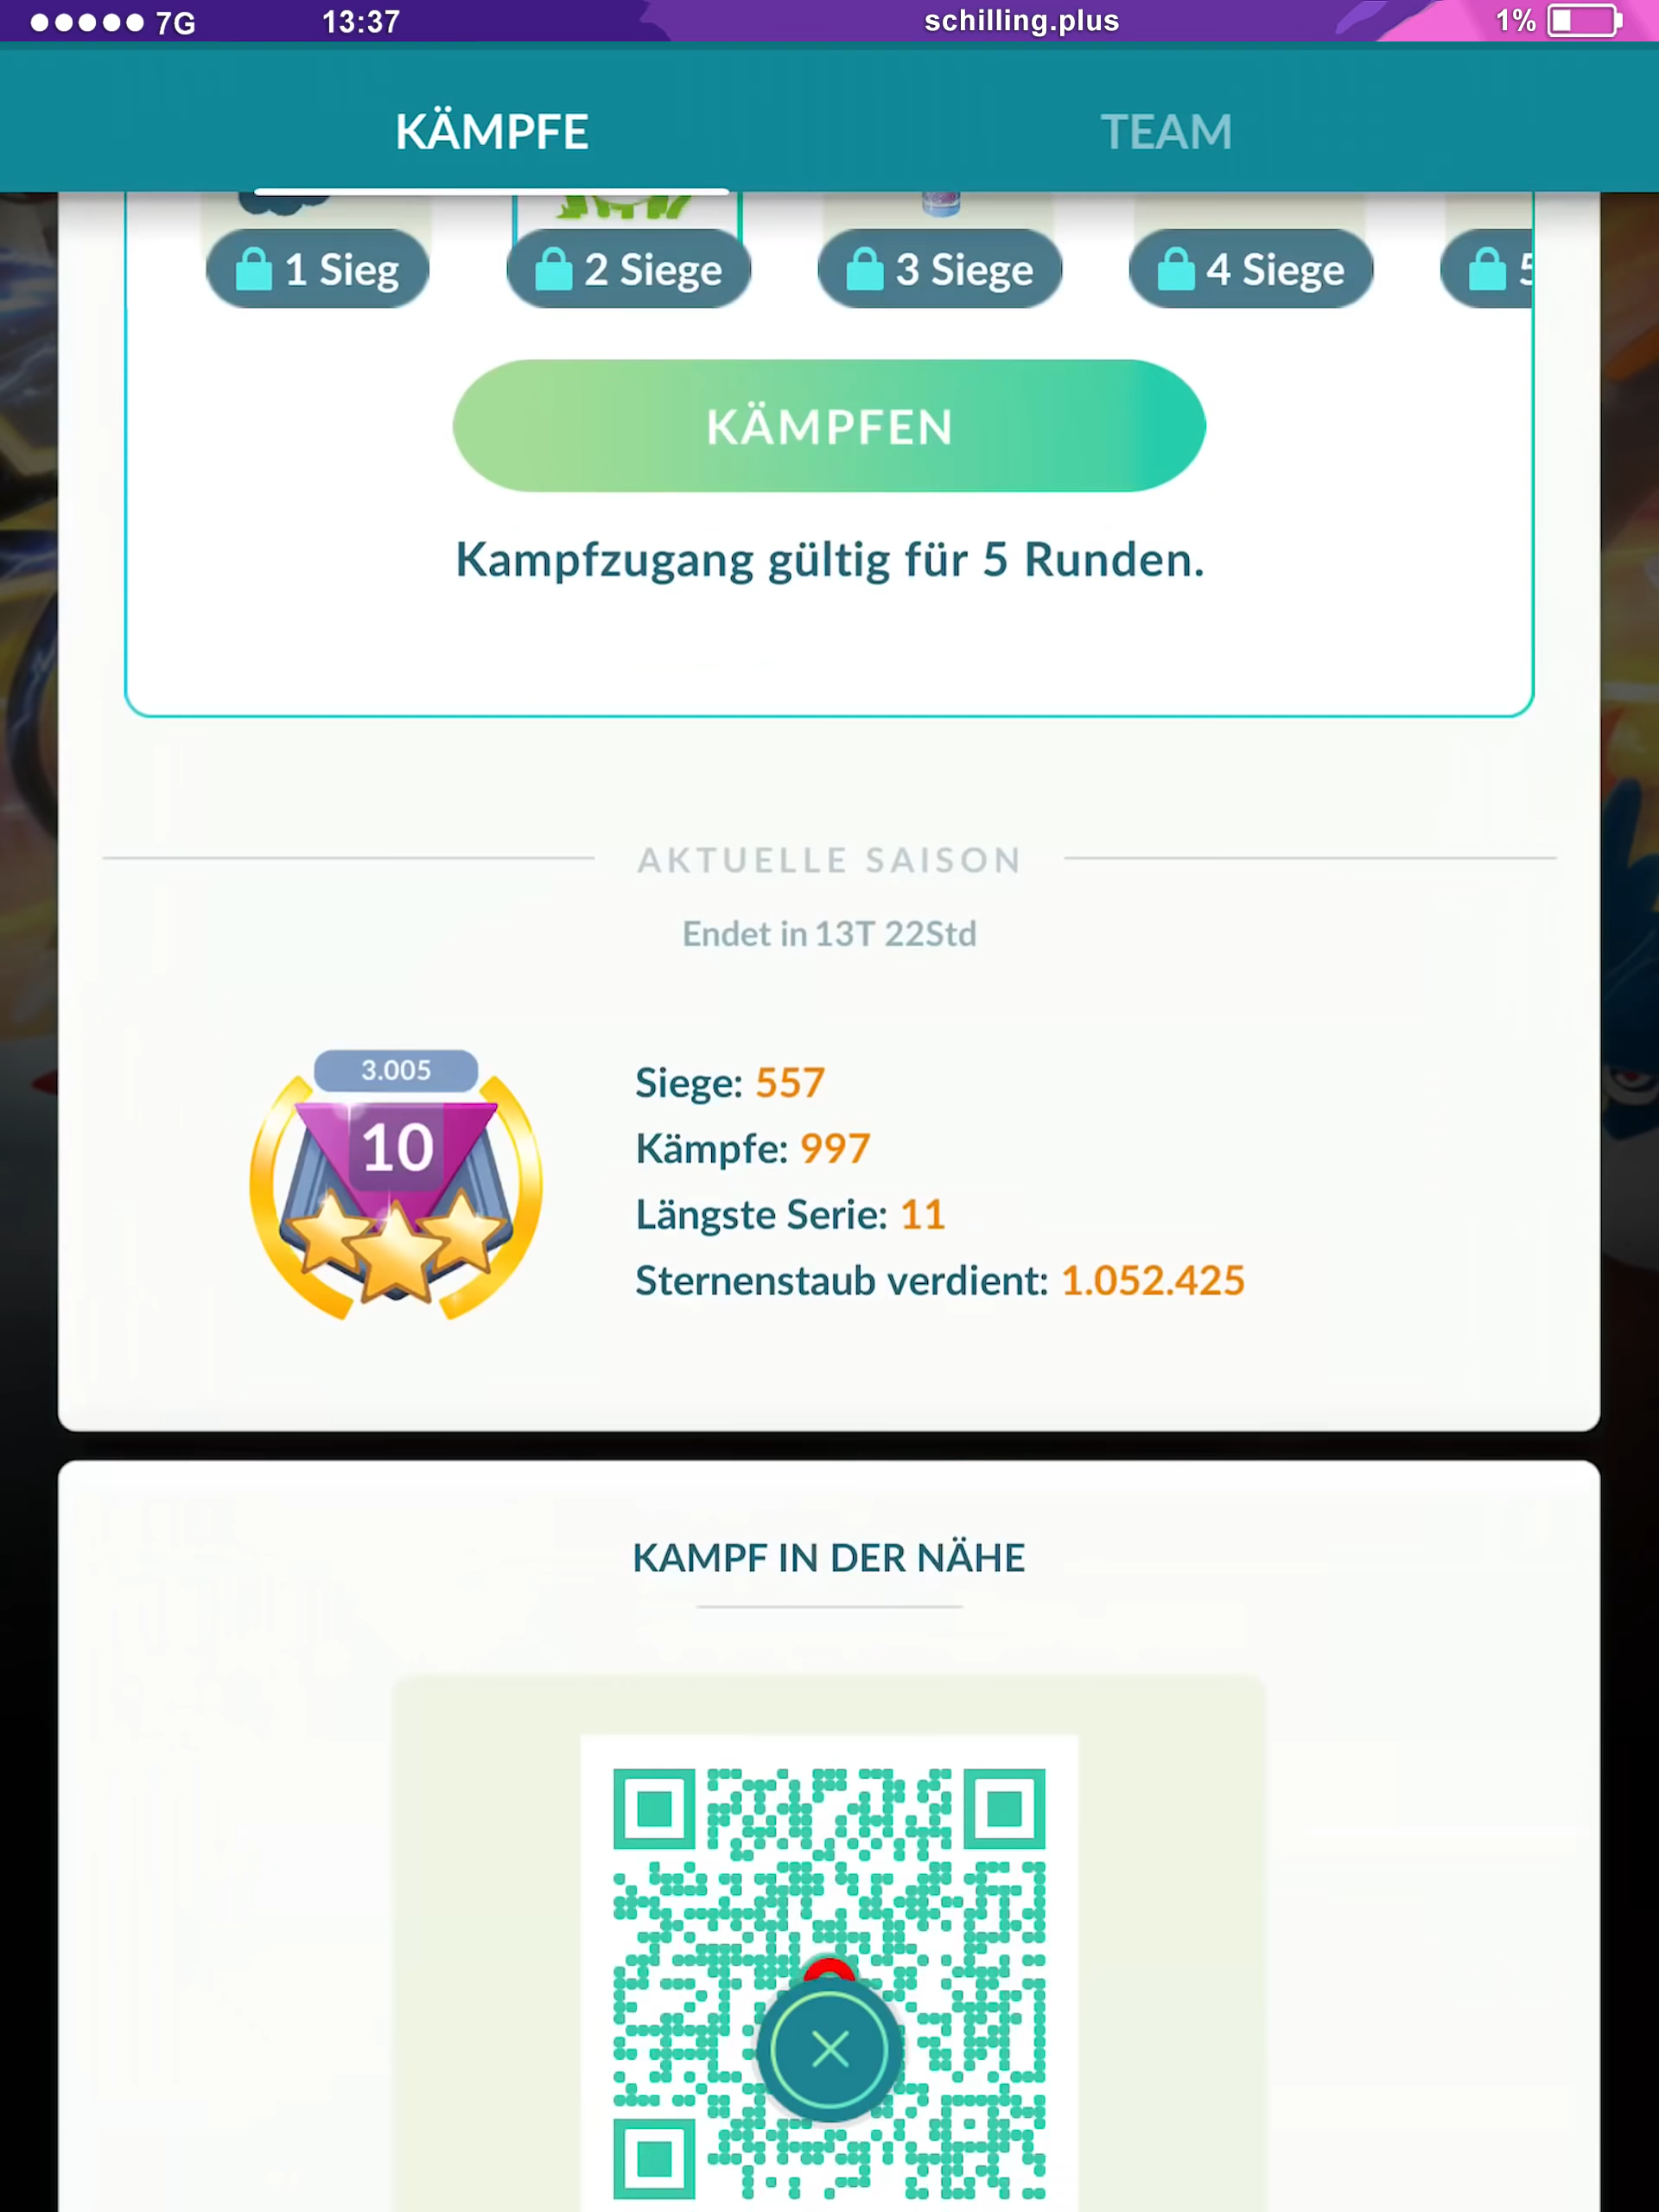 7G 13:37 schilling.plus 1%
KÄMPFE TEAM
1 Sieg 2 Siege 3 Siege 4 Siege 5
KÄMPFEN
Kampfzugang gültig für 5 Runden.
AKTUELLE SAISON
Endet in 13T 22Std
3.005
10
Siege: 557
Kämpfe: 997
Längste Serie: 11
Sternenstaub verdient: 1.052.425
KAMPF IN DER NÄHE